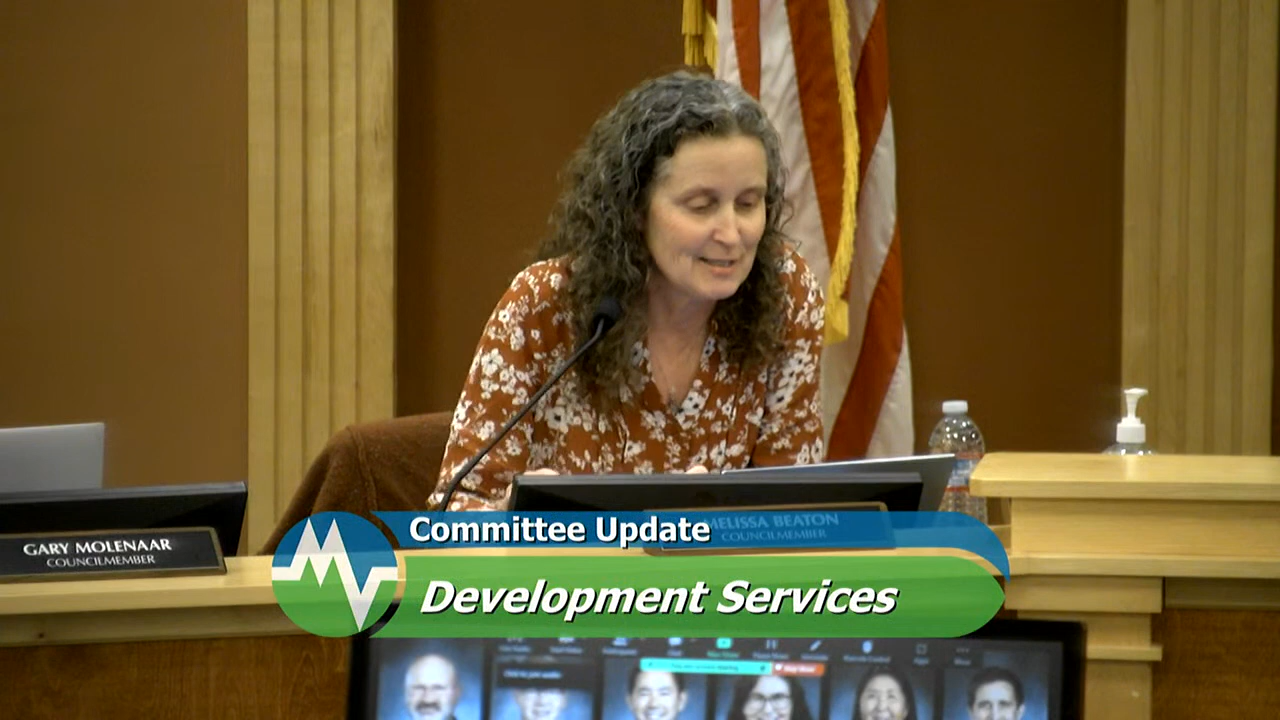 GARY MOLENAAR
COUNCILMEMBER
Committee Update
MELISSA BEATON
COUNCILMEMBER
Development Services